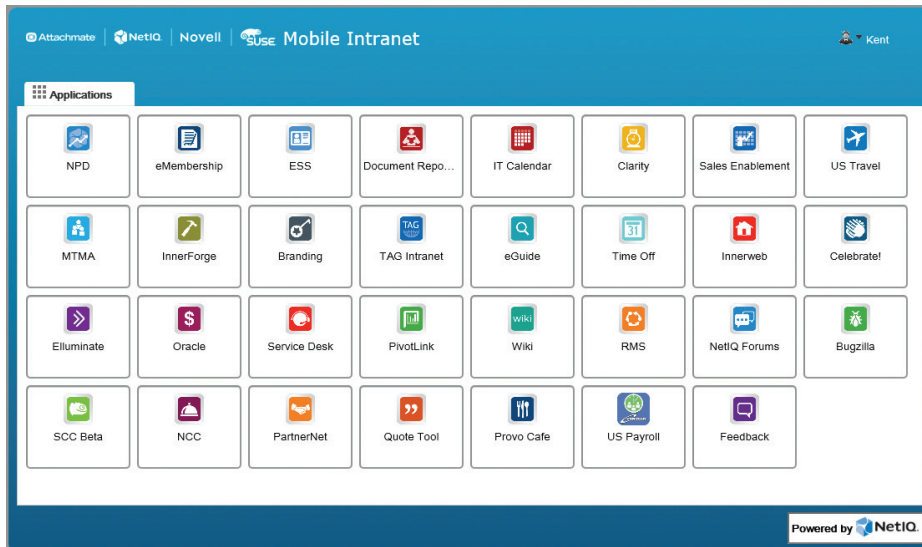 Attachmate NetIQ. Novell SUSE Mobile Intranet Kent
Applications
NPD eMembership ESS Document Repo... IT Calendar Clarity Sales Enablement US Travel
TAG 31
MTMA InnerForge Branding TAG Intranet eGuide Time Off Innerweb Celebrate!
$ wiki
Elluminate Oracle Service Desk PivotLink Wiki RMS NetIQ Forums Bugzilla
SCC Beta NCC PartnerNet Quote Tool Provo Cafe US Payroll Feedback
Powered by NetIQ.